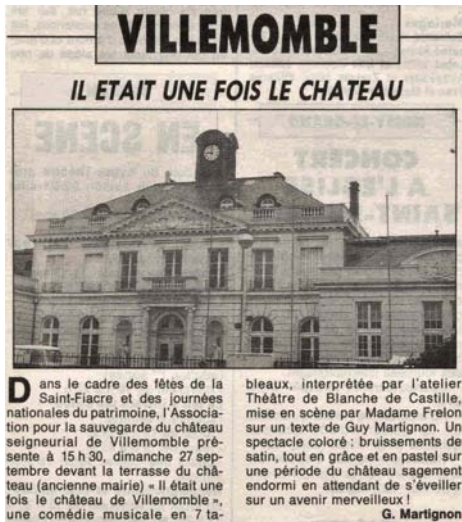 VILLEMOMBLE
IL ETAIT UNE FOIS LE CHATEAU
EN SCENE
CONCERT
A L'EGLISE
SAINT-
Dans le cadre des fêtes de la
Saint-Fiacre et des journées
nationales du patrimoine, l'Associa-
tion pour la sauvegarde du château
seigneurial de Villemomble pré-
sente à 15 h 30, dimanche 27 sep-
tembre devant la terrasse du châ-
teau (ancienne mairie) « Il était une
fois le château de Villemomble »,
une comédie musicale en 7 ta-
bleaux, interprétée par l'atelier
Théâtre de Blanche de Castille,
mise en scène par Madame Frelon
sur un texte de Guy Martignon. Un
spectacle coloré : bruissements de
satin, tout en grâce et en pastel sur
une période du château sagement
endormi en attendant de s'éveiller
sur un avenir merveilleux !
G. Martignon